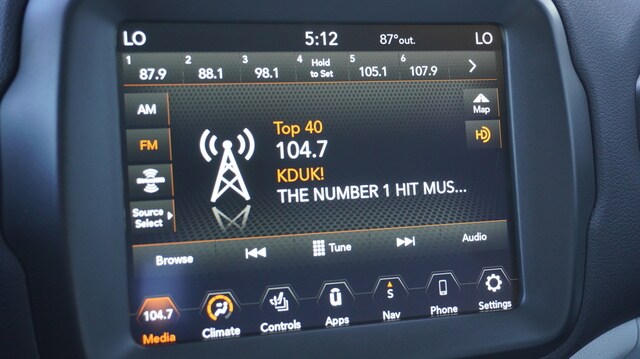 LO 5:12 87° out. LO
1 87.9 2 88.1 3 98.1 4 Hold to Set 5 105.1 6 107.9
AM
Map
FM
HD
Top 40
104.7
KDUK!
THE NUMBER 1 HIT MUS...
Source
Select
Browse Tune Audio
104.7 S
Media Climate Controls Apps Nav Phone Settings